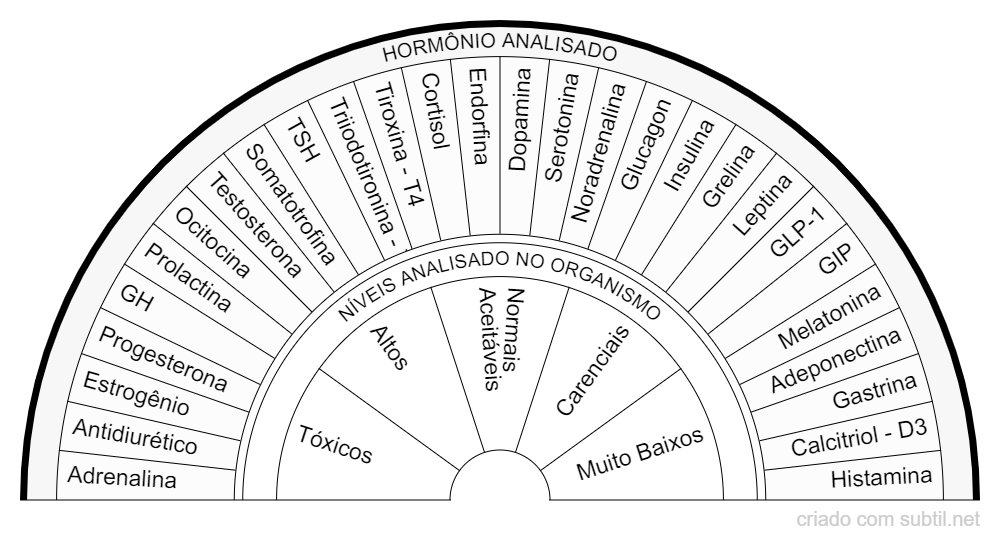 HORMÔNIO ANALISADO
Adrenalina
Antidiurético
Estrogênio
Progesterona
GH
Prolactina
Ocitocina
Testosterona
Somatotrofina
TSH
Triiodotironina -
Tiroxina - T4
Cortisol
Endorfina
Dopamina
Serotonina
Noradrenalina
Glucagon
Insulina
Grelina
Leptina
GLP-1
GIP
Melatonina
Adeponectina
Gastrina
Calcitriol - D3
Histamina
NÍVEIS ANALISADO NO ORGANISMO
Tóxicos
Altos
Normais
Aceitáveis
Carenciais
Muito Baixos
criado com subtil.net